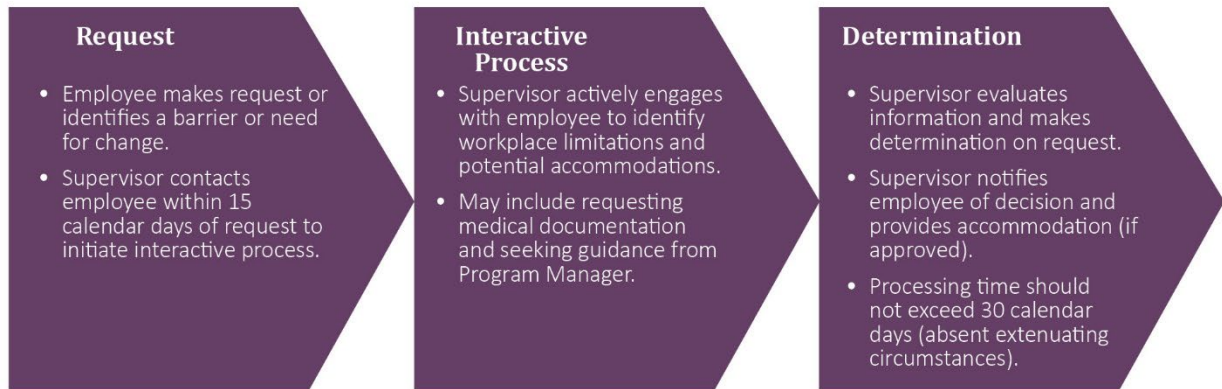 Request
• Employee makes request or
identifies a barrier or need
for change.
• Supervisor contacts
employee within 15
calendar days of request to
initiate interactive process.
Interactive
Process
• Supervisor actively engages
with employee to identify
workplace limitations and
potential accommodations.
• May include requesting
medical documentation
and seeking guidance from
Program Manager.
Determination
• Supervisor evaluates
information and makes
determination on request.
• Supervisor notifies
employee of decision and
provides accommodation (if
approved).
• Processing time should
not exceed 30 calendar
days (absent extenuating
circumstances).